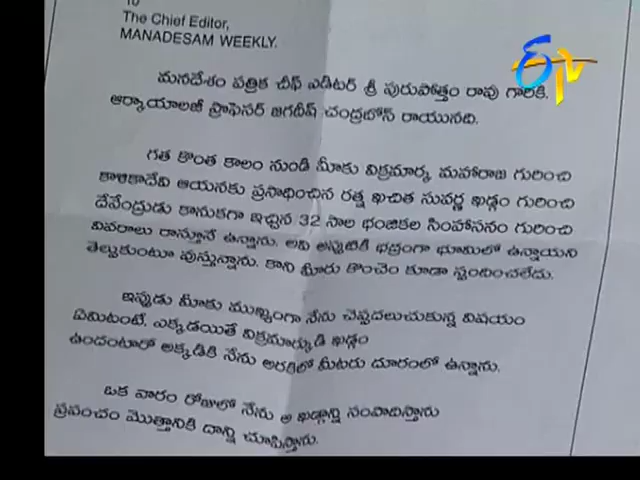 To
The Chief Editor,
MANADESAM WEEKLY.
మనదేశం పత్రిక చీఫ్ ఎడిటర్ శ్రీ పురుషోత్తం రావు గారికి.
ఆర్కియాలజీ ప్రొఫెసర్ జగదీష్ చంద్రబోస్ రాయునది.
గత కొంత కాలం నుండి మీకు విక్రమార్క మహారాజు గురించి
కాళికాదేవి ఆయనకు ప్రసాధించిన రత్న ఖచిత సువర్ణ ఖడ్గం గురించి
దేవేంద్రుడు కానుకగా ఇచ్చిన 32 సాల భంజికల సింహాసనం గురించి
వివరాలు రాస్తూనే ఉన్నాను. అవి ఇప్పటికీ భద్రంగా భూమిలో ఉన్నాయని
తెల్పుకుంటూ వున్నాను. కాని మీరు కొంచెం కూడా స్పందించలేదు.
ఇప్పుడు మీకు ముఖ్యంగా నేను చెప్పదలుచుకున్న విషయం
ఏమిటంటే. ఎక్కడయితే విక్రమార్కుడి ఖడ్గం
ఉందంటారో అక్కడికి నేను అరకిలో మీటరు దూరంలో ఉన్నాను.
ఒక వారం రోజులో నేను ఆ ఖడ్గాన్ని సంపాదిస్తాను
ప్రపంచం మొత్తానికి దాన్ని చూపిస్తాను.